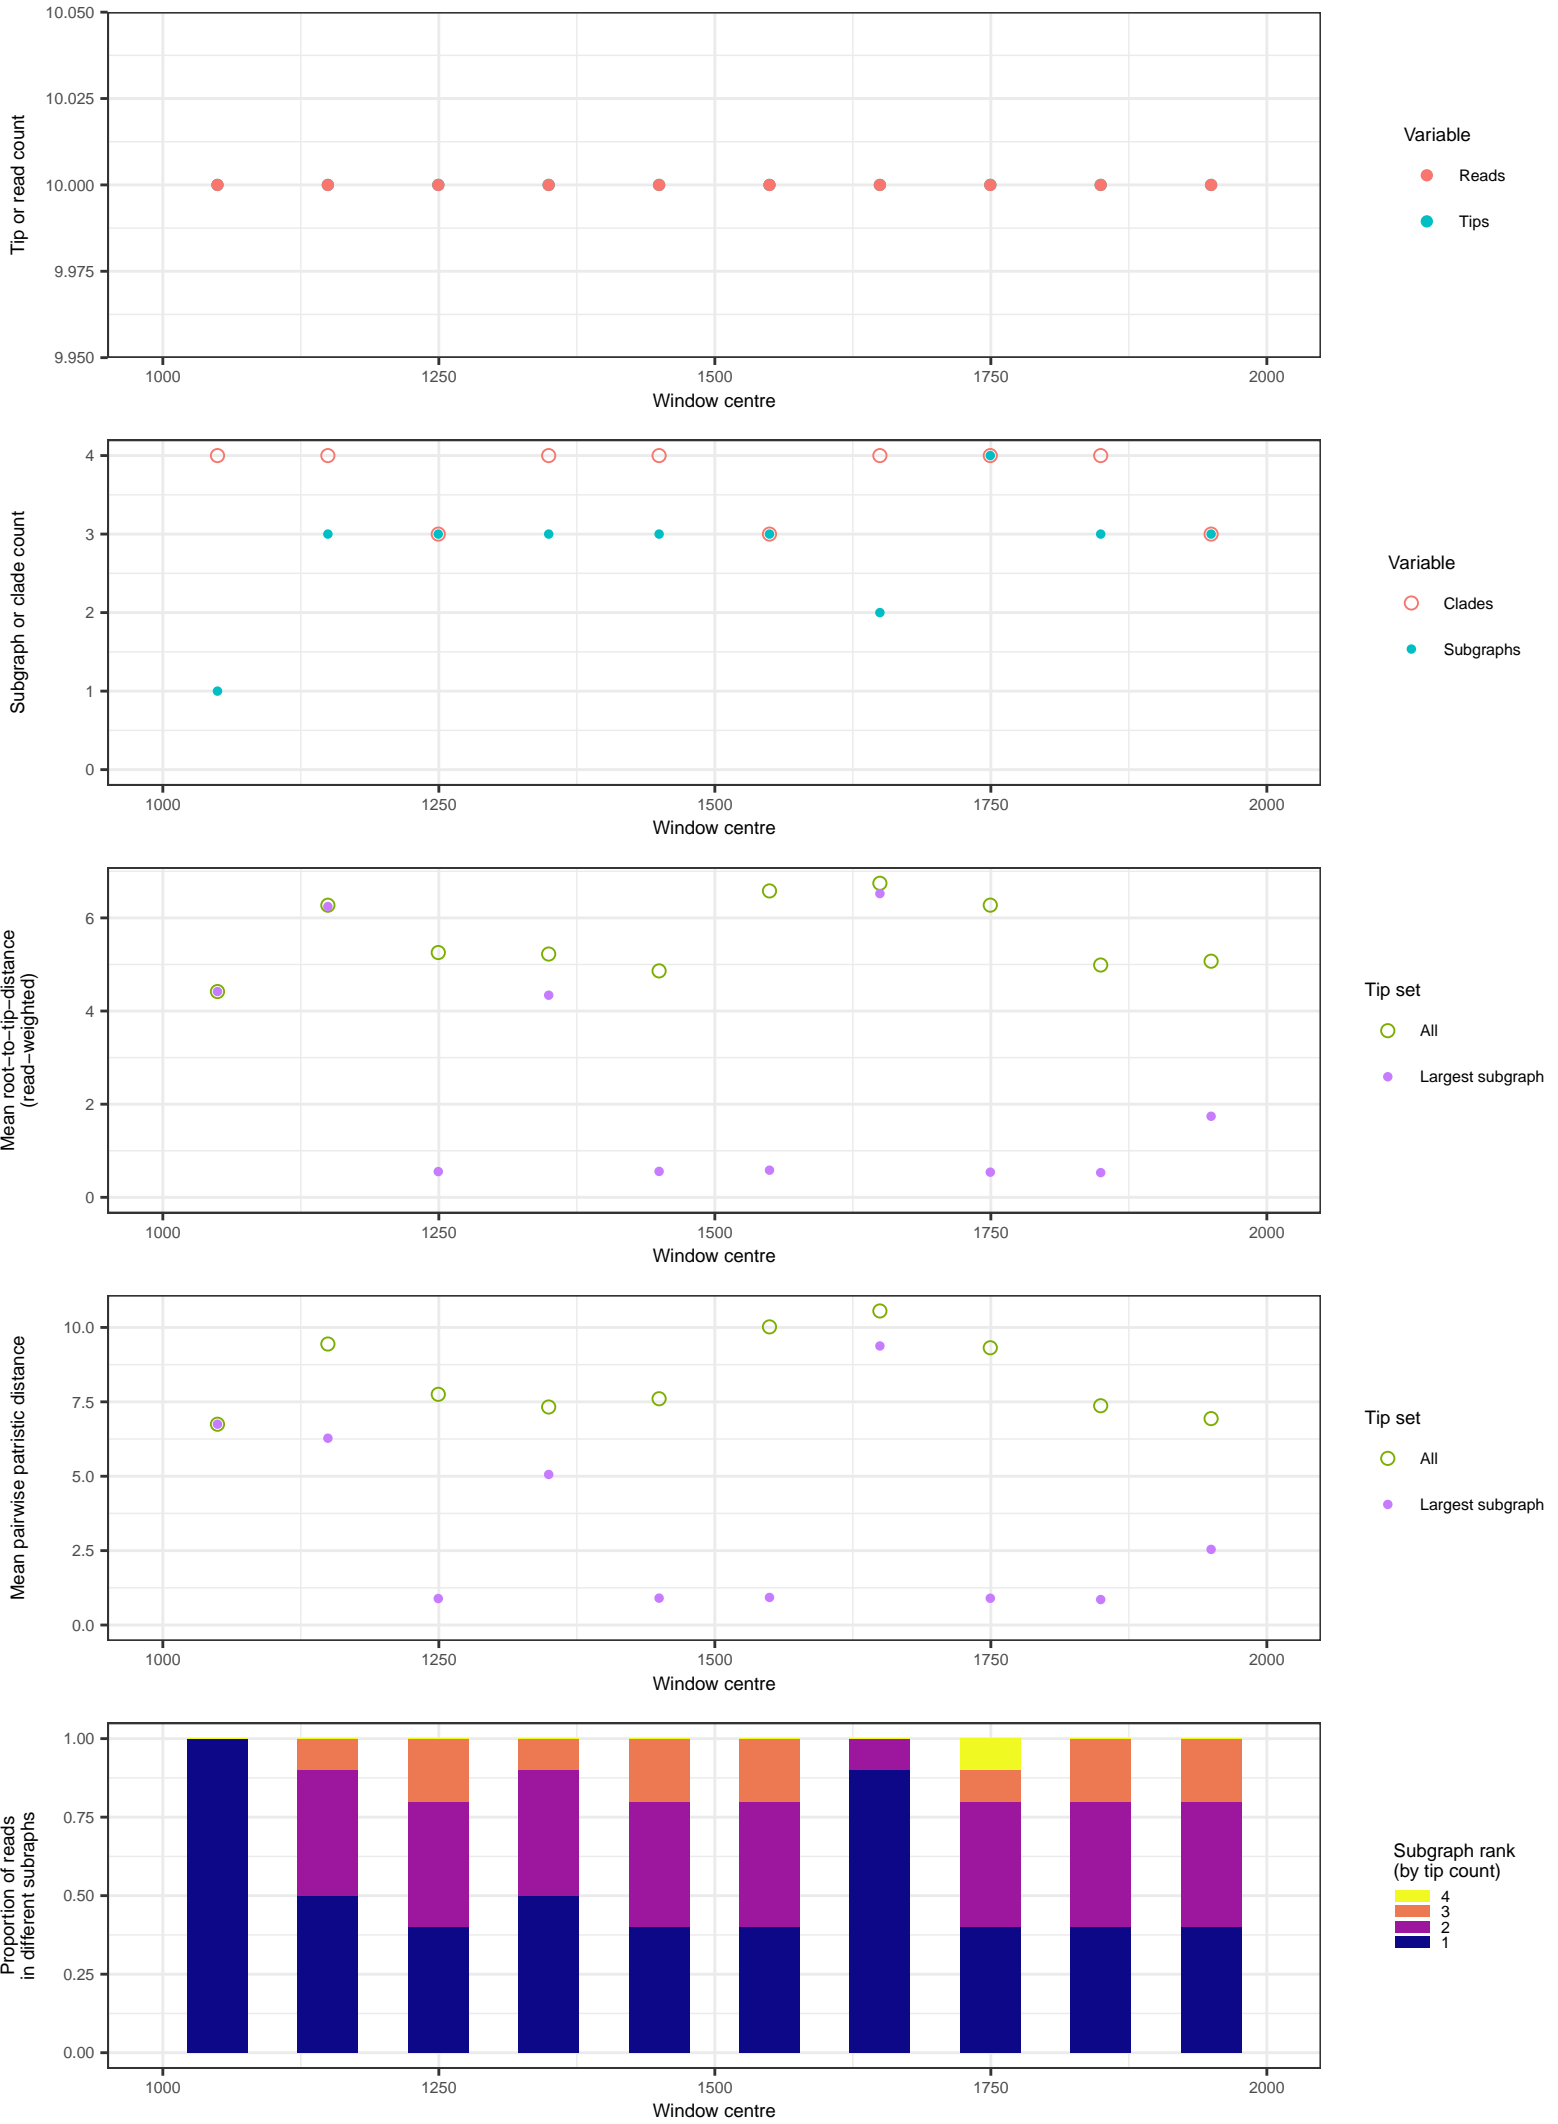 10.050
10.025
10.000
9.975
9.950
Tip or read count
1000 1250 1500 1750 2000
Window centre
Variable
Reads
Tips
4
3
2
1
0
Subgraph or clade count
1000 1250 1500 1750 2000
Window centre
Variable
Clades
Subgraphs
6
4
2
0
Mean root−to−tip−distance
(read−weighted)
1000 1250 1500 1750 2000
Window centre
Tip set
All
Largest subgraph
10.0
7.5
5.0
2.5
0.0
Mean pairwise patristic distance
1000 1250 1500 1750 2000
Window centre
Tip set
All
Largest subgraph
1.00
0.75
0.50
0.25
0.00
Proportion of reads
in different subraphs
1000 1250 1500 1750 2000
Window centre
Subgraph rank
(by tip count)
4
3
2
1